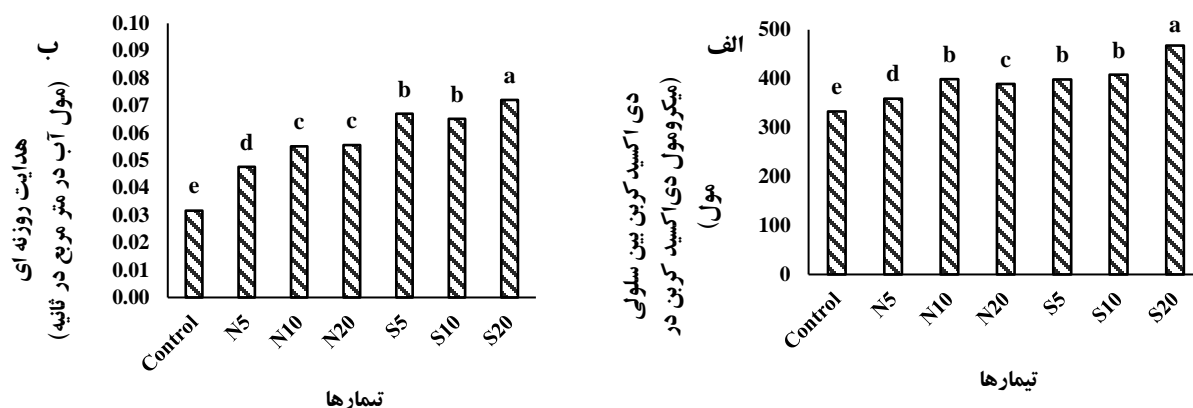 الف
دی اکسید کربن بین سلولی
(میکرومول دی‌اکسید کربن در
مول)
500
400
300
200
100
0
e
d
b
c
b
b
a
Control
N5
N10
N20
S5
S10
S20
تیمارها
ب
هدایت روزنه ای
(مول آب در متر مربع در ثانیه)
0.10
0.09
0.08
0.07
0.06
0.05
0.04
0.03
0.02
0.01
0.00
e
d
c
c
b
b
a
Control
N5
N10
N20
S5
S10
S20
تیمارها